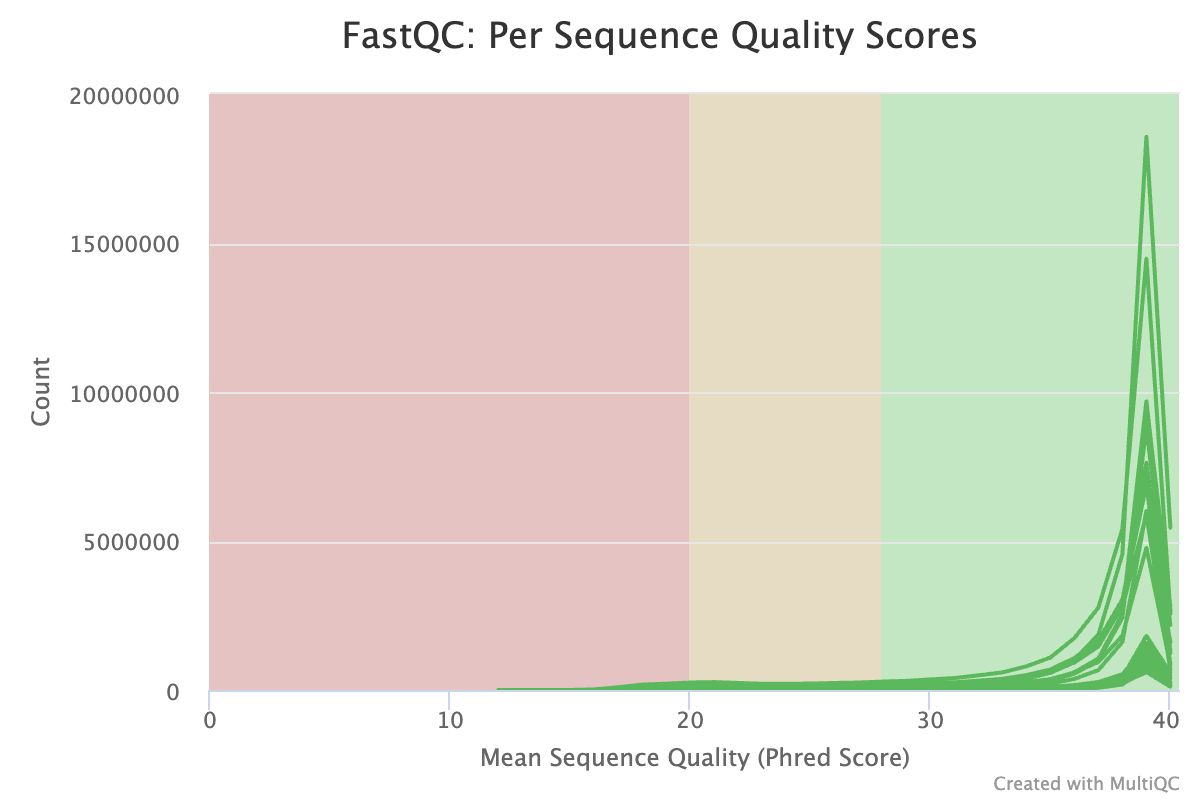 FastQC: Per Sequence Quality Scores
20000000
15000000
10000000
5000000
0
Count
0 10 20 30 40
Mean Sequence Quality (Phred Score)
Created with MultiQC